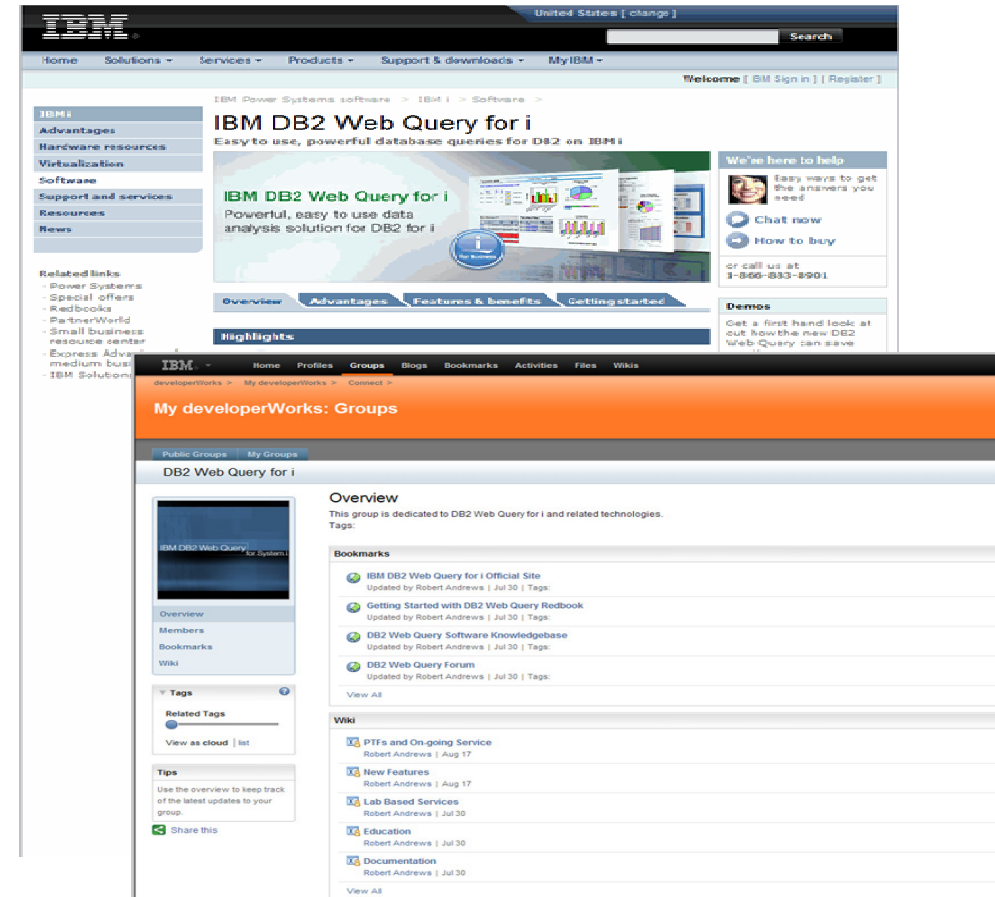 United States [ change ]
IBM
Search
Home Solutions Services Products Support & downloads My IBM
Welcome [ IBM Sign in ] [ Register ]
IBM Power Systems software > IBM i > Software >
IBM i
Advantages
Hardware resources
Virtualization
Software
Support and services
Resources
News
Related links
- Power Systems
- Special offers
- Redbooks
- PartnerWorld
- Small business
resource center
- Express
medium
- IBM
IBM DB2 Web Query for i
Easy to use, powerful database queries for DB2 on IBM i
IBM DB2 Web Query for i
Powerful, easy to use data
analysis solution for DB2 for i
i
for Business
We're here to help
Easy ways to get
the answers you
need
Chat now
How to buy
or call us at
1-866-883-8901
Overview Advantages Features & benefits Getting started
Highlights
Demos
Get a first hand look at
out how the new DB2
Web Query can save
IBM Home Profiles Groups Blogs Bookmarks Activities Files Wikis
developerWorks > My developerWorks > Connect >
My developerWorks: Groups
Public Groups My Groups
DB2 Web Query for i
IBM DB2 Web Query
for System i
Overview
Members
Bookmarks
Wiki
Tags
Related Tags
View as cloud | list
Tips
Use the overview to keep track
of the latest updates to your
group.
Share this
Overview
This group is dedicated to DB2 Web Query for i and related technologies.
Tags:
Bookmarks
IBM DB2 Web Query for i Official Site
Updated by Robert Andrews | Jul 30 | Tags:
Getting Started with DB2 Web Query Redbook
Updated by Robert Andrews | Jul 30 | Tags:
DB2 Web Query Software Knowledgebase
Updated by Robert Andrews | Jul 30 | Tags:
DB2 Web Query Forum
Updated by Robert Andrews | Jul 30 | Tags:
View All
Wiki
PTFs and On-going Service
Robert Andrews | Aug 17
New Features
Robert Andrews | Aug 17
Lab Based Services
Robert Andrews | Jul 30
Education
Robert Andrews | Jul 30
Documentation
Robert Andrews | Jul 30
View All